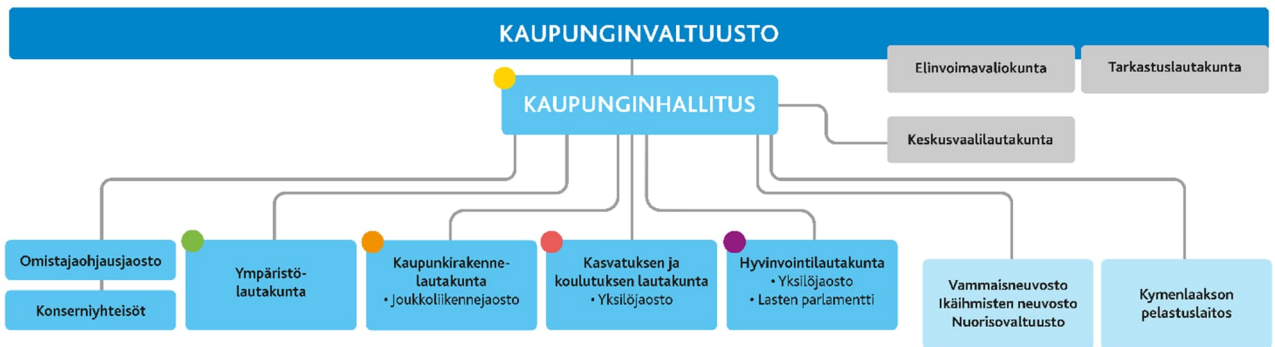 KAUPUNGINVALTUUSTO
Elinvoimavaliokunta
Tarkastuslautakunta
KAUPUNGINHALLITUS
Keskusvaalilautakunta
Omistajaohjausjaosto
Konserniyhteisöt
Ympäristö-
lautakunta
Kaupunkirakenne-
lautakunta
• Joukkoliikennejaosto
Kasvatuksen ja
koulutuksen lautakunta
• Yksilöjaosto
Hyvinvointilautakunta
• Yksilöjaosto
• Lasten parlamentti
Vammaisneuvosto
Ikäihmisten neuvosto
Nuorisovaltuusto
Kymenlaakson
pelastuslaitos